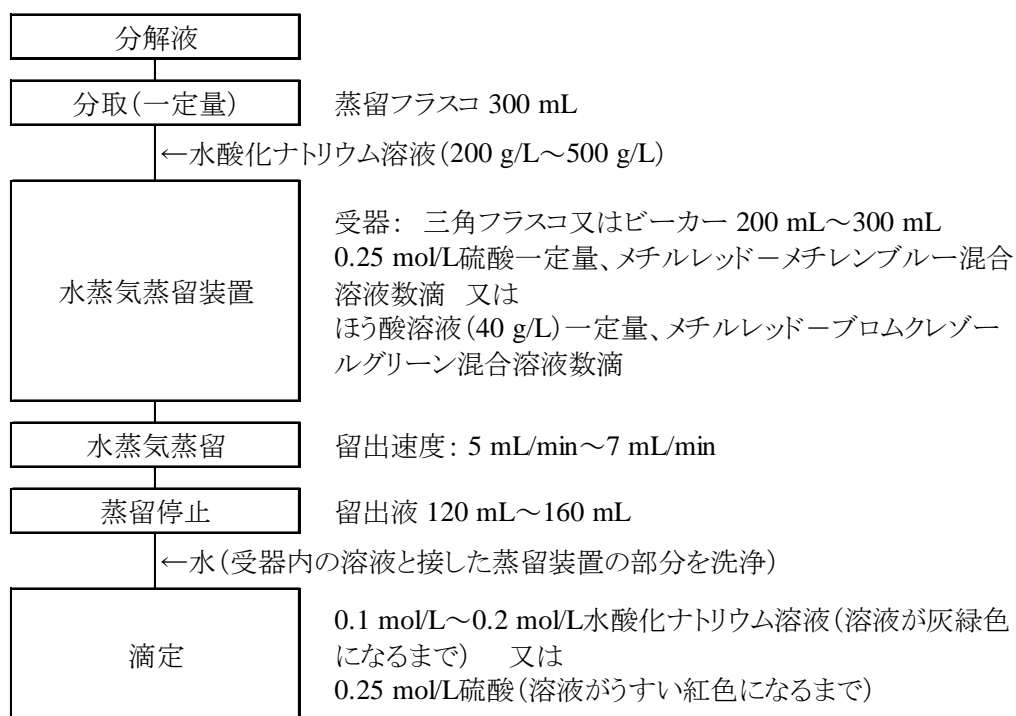 分解液
分取（一定量）
蒸留フラスコ 300 mL
←水酸化ナトリウム溶液（200 g/L～500 g/L）
水蒸気蒸留装置
受器： 三角フラスコ又はビーカー 200 mL～300 mL
0.25 mol/L硫酸一定量、メチルレッド－メチレンブルー混合
溶液数滴 又は
ほう酸溶液（40 g/L）一定量、メチルレッド－ブロムクレゾー
ルグリーン混合溶液数滴
水蒸気蒸留
留出速度： 5 mL/min～7 mL/min
蒸留停止
留出液 120 mL～160 mL
←水（受器内の溶液と接した蒸留装置の部分を洗浄）
滴定
0.1 mol/L～0.2 mol/L水酸化ナトリウム溶液（溶液が灰緑色
になるまで） 又は
0.25 mol/L硫酸（溶液がうすい紅色になるまで）